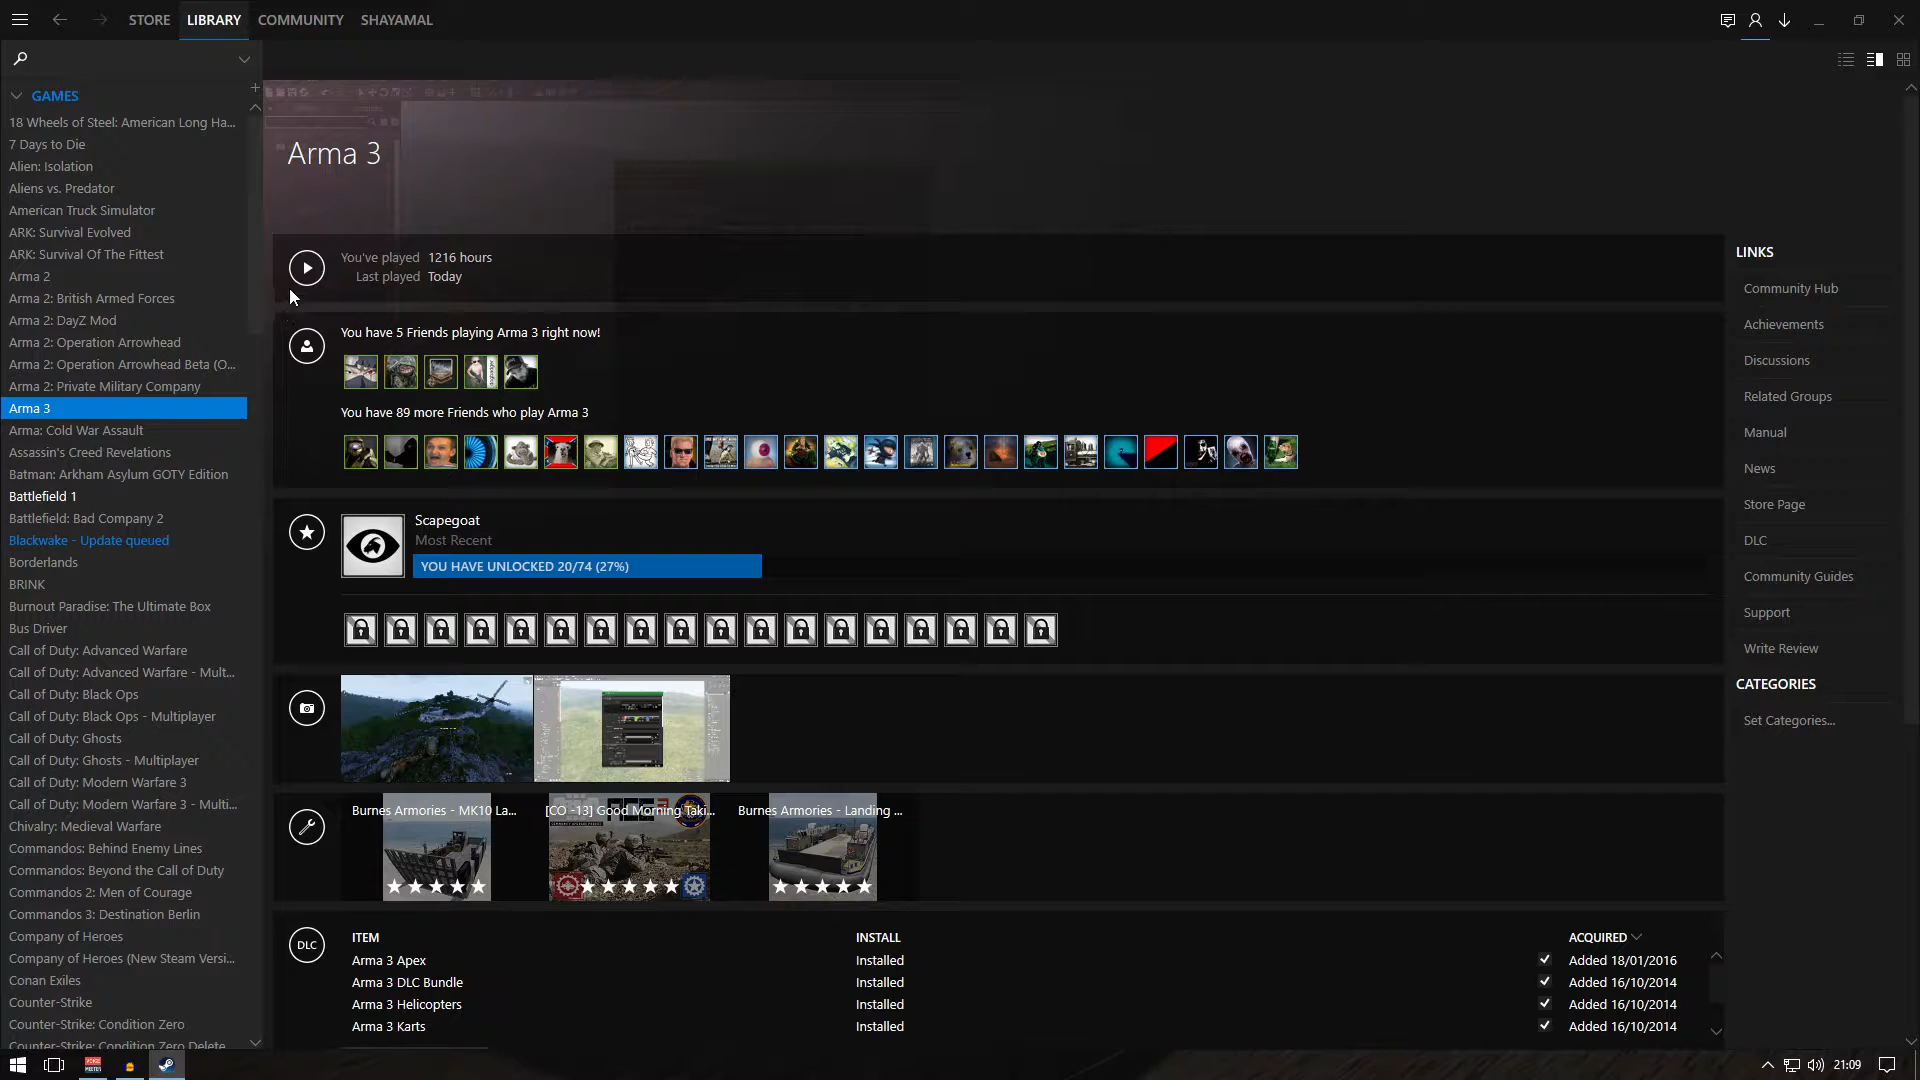 STORE
LIBRARY
COMMUNITY
SHAYAMAL
GAMES
18 Wheels of Steel: American Long Ha...
7 Days to Die
Alien: Isolation
Aliens vs. Predator
American Truck Simulator
ARK: Survival Evolved
ARK: Survival Of The Fittest
Arma 2
Arma 2: British Armed Forces
Arma 2: DayZ Mod
Arma 2: Operation Arrowhead
Arma 2: Operation Arrowhead Beta (O...
Arma 2: Private Military Company
Arma 3
Arma: Cold War Assault
Assassin's Creed Revelations
Batman: Arkham Asylum GOTY Edition
Battlefield 1
Battlefield: Bad Company 2
Blackwake - Update queued
Borderlands
BRINK
Burnout Paradise: The Ultimate Box
Bus Driver
Call of Duty: Advanced Warfare
Call of Duty: Advanced Warfare - Mult...
Call of Duty: Black Ops
Call of Duty: Black Ops - Multiplayer
Call of Duty: Ghosts
Call of Duty: Ghosts - Multiplayer
Call of Duty: Modern Warfare 3
Call of Duty: Modern Warfare 3 - Multi...
Chivalry: Medieval Warfare
Commandos: Behind Enemy Lines
Commandos: Beyond the Call of Duty
Commandos 2: Men of Courage
Commandos 3: Destination Berlin
Company of Heroes
Company of Heroes (New Steam Versi...
Conan Exiles
Counter-Strike
Counter-Strike: Condition Zero
Counter-Strike: Condition Zero Delete
Arma 3
You've played 1216 hours
Last played Today
You have 5 Friends playing Arma 3 right now!
You have 89 more Friends who play Arma 3
Scapegoat
Most Recent
YOU HAVE UNLOCKED 20/74 (27%)
Burnes Armories - MK10 La...
[CO -13] Good Morning Taki...
Burnes Armories - Landing ...
DLC
ITEM INSTALL ACQUIRED
Arma 3 Apex Installed Added 18/01/2016
Arma 3 DLC Bundle Installed Added 16/10/2014
Arma 3 Helicopters Installed Added 16/10/2014
Arma 3 Karts Installed Added 16/10/2014
LINKS
Community Hub
Achievements
Discussions
Related Groups
Manual
News
Store Page
DLC
Community Guides
Support
Write Review
CATEGORIES
Set Categories...
21:09